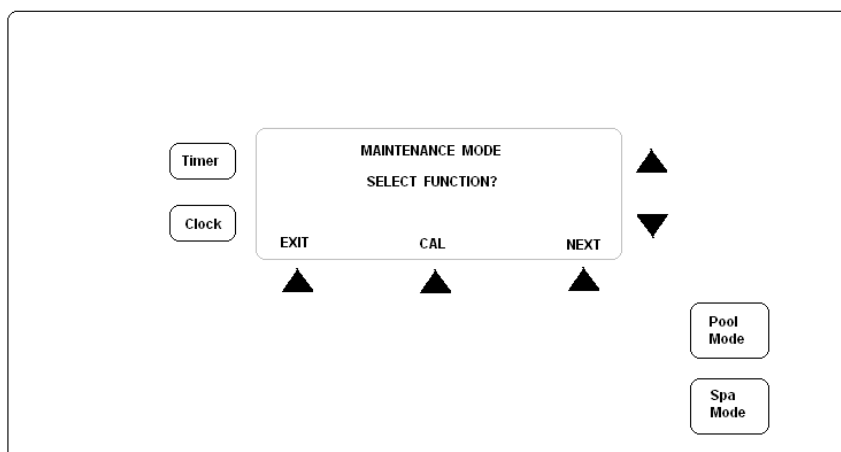 MAINTENANCE MODE
Timer
SELECT FUNCTION?
Clock
EXIT CAL NEXT
Pool
Mode
Spa
Mode